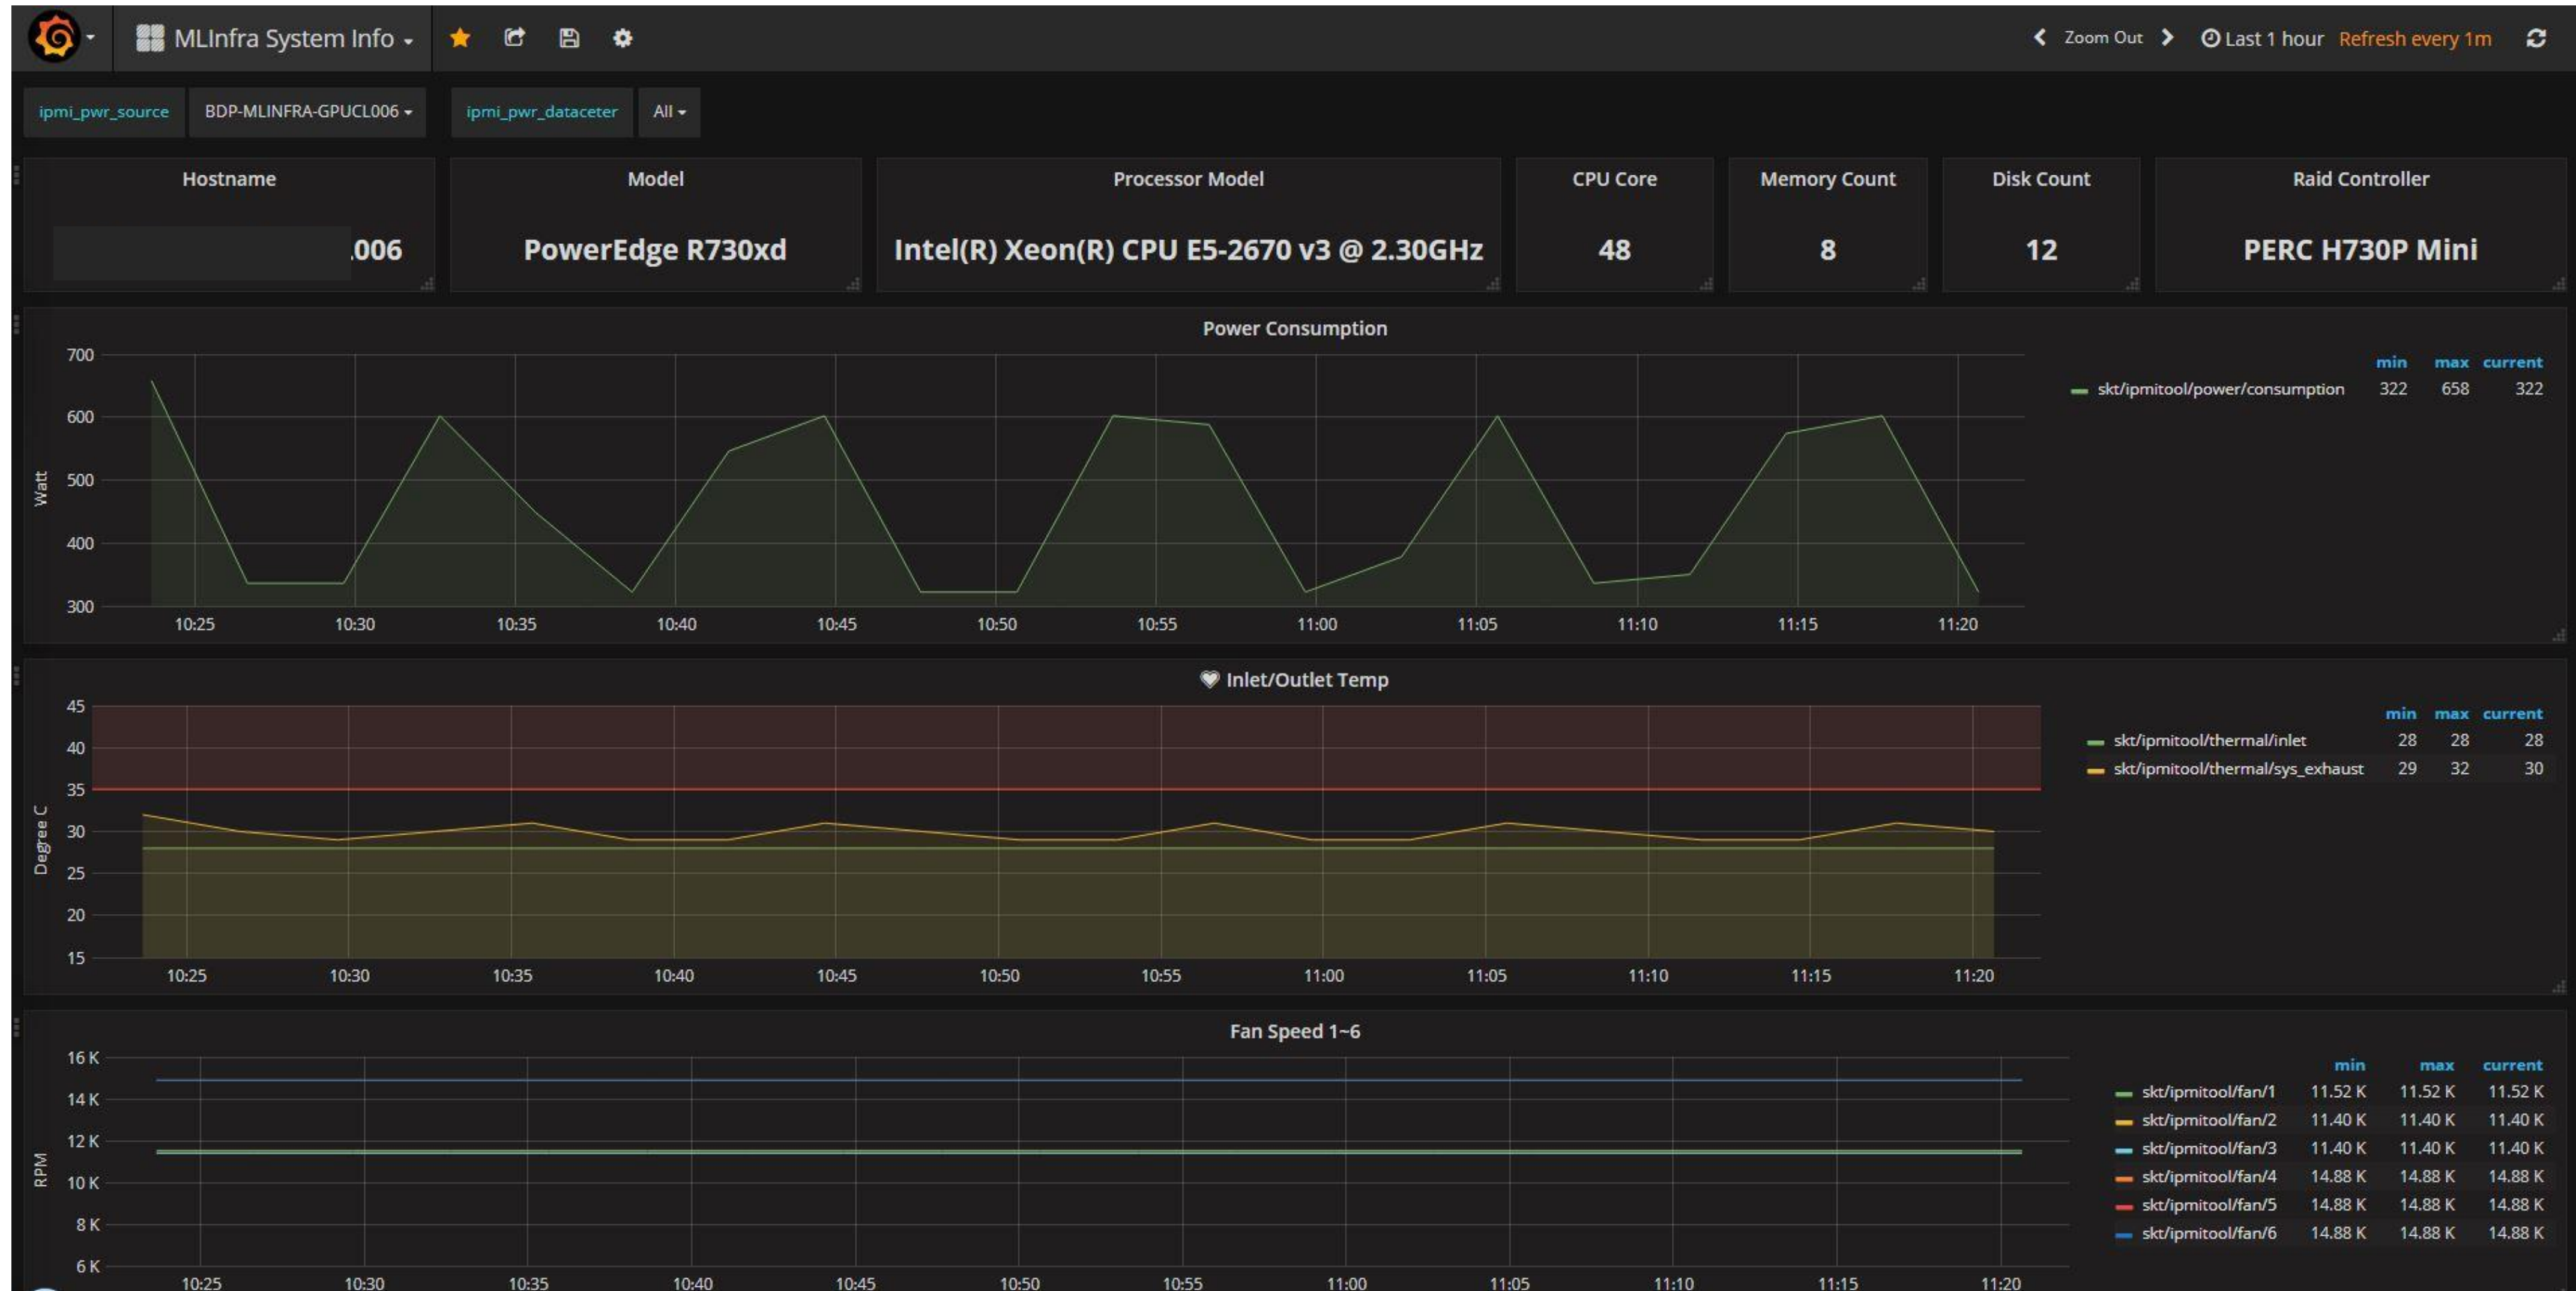 MLInfra System Info
Zoom Out Last 1 hour Refresh every 1m
ipmi_pwr_source BDP-MLINFRA-GPUCL006 ipmi_pwr_dataceter All
Hostname Model Processor Model CPU Core Memory Count Disk Count Raid Controller
.006 PowerEdge R730xd Intel(R) Xeon(R) CPU E5-2670 v3 @ 2.30GHz 48 8 12 PERC H730P Mini
Power Consumption
min max current
skt/ipmitool/power/consumption 322 658 322
Watt
700
600
500
400
300
10:25 10:30 10:35 10:40 10:45 10:50 10:55 11:00 11:05 11:10 11:15 11:20
Inlet/Outlet Temp
min max current
skt/ipmitool/thermal/inlet 28 28 28
skt/ipmitool/thermal/sys_exhaust 29 32 30
Degree C
45
40
35
30
25
20
15
10:25 10:30 10:35 10:40 10:45 10:50 10:55 11:00 11:05 11:10 11:15 11:20
Fan Speed 1~6
min max current
skt/ipmitool/fan/1 11.52 K 11.52 K 11.52 K
skt/ipmitool/fan/2 11.40 K 11.40 K 11.40 K
skt/ipmitool/fan/3 11.40 K 11.40 K 11.40 K
skt/ipmitool/fan/4 14.88 K 14.88 K 14.88 K
skt/ipmitool/fan/5 14.88 K 14.88 K 14.88 K
skt/ipmitool/fan/6 14.88 K 14.88 K 14.88 K
RPM
16 K
14 K
12 K
10 K
8 K
6 K
10:25 10:30 10:35 10:40 10:45 10:50 10:55 11:00 11:05 11:10 11:15 11:20